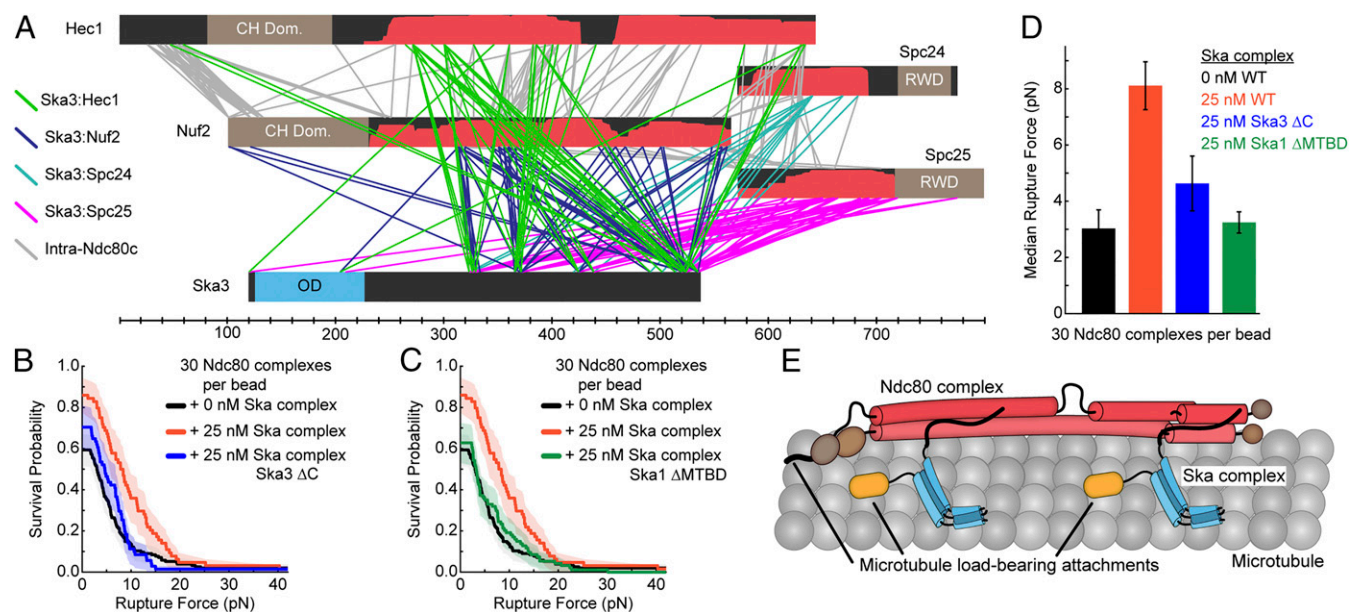 A
Hec1
CH Dom.
Spc24
RWD
Ska3:Hec1
Ska3:Nuf2
Ska3:Spc24
Ska3:Spc25
Intra-Ndc80c
Nuf2
CH Dom.
Spc25
RWD
Ska3
OD
100 200 300 400 500 600 700
B
30 Ndc80 complexes
per bead
+ 0 nM Ska complex
+ 25 nM Ska complex
+ 25 nM Ska complex
Ska3 ΔC
Survival Probability
1.0
0.8
0.6
0.4
0.2
0.0
0 10 20 30 40
Rupture Force (pN)
C
30 Ndc80 complexes
per bead
+ 0 nM Ska complex
+ 25 nM Ska complex
+ 25 nM Ska complex
Ska1 ΔMTBD
Survival Probability
1.0
0.8
0.6
0.4
0.2
0.0
0 10 20 30 40
Rupture Force (pN)
D
Ska complex
0 nM WT
25 nM WT
25 nM Ska3 ΔC
25 nM Ska1 ΔMTBD
Median Rupture Force (pN)
8
6
4
2
0
30 Ndc80 complexes per bead
E
Ndc80 complex
Ska complex
Microtubule load-bearing attachments
Microtubule